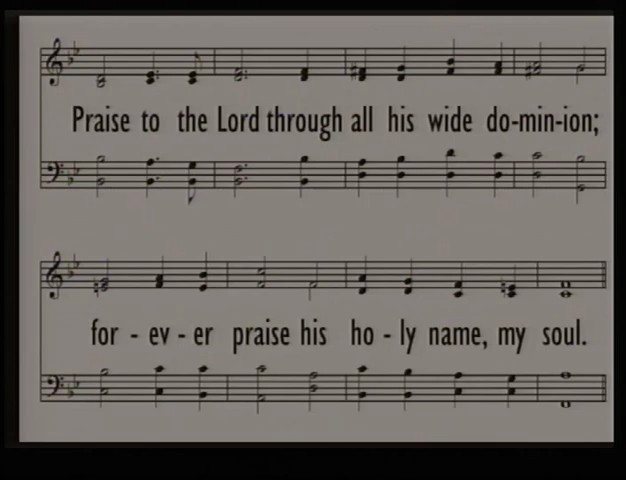 Praise to the Lord through all his wide do-min-ion;
for - ev - er praise his ho - ly name, my soul.